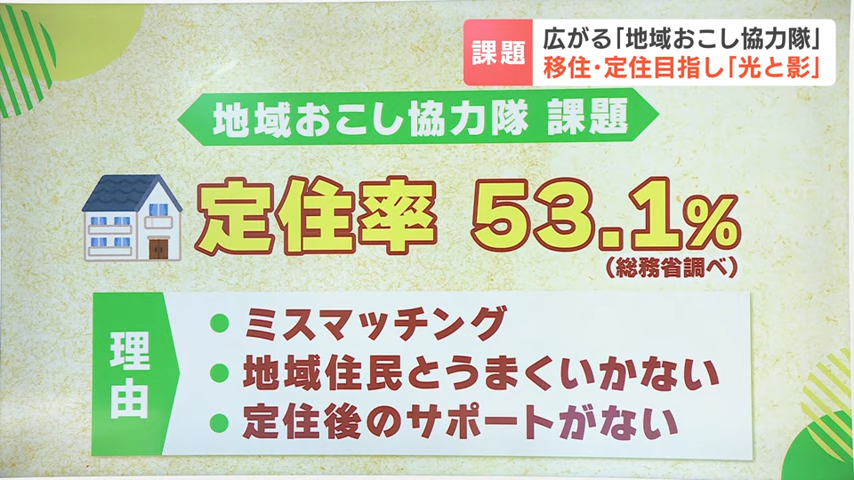 課題
広がる「地域おこし協力隊」
移住・定住目指し「光と影」
地域おこし協力隊 課題
定住率 53.1%
（総務省調べ）
理由
ミスマッチング
地域住民とうまくいかない
定住後のサポートがない